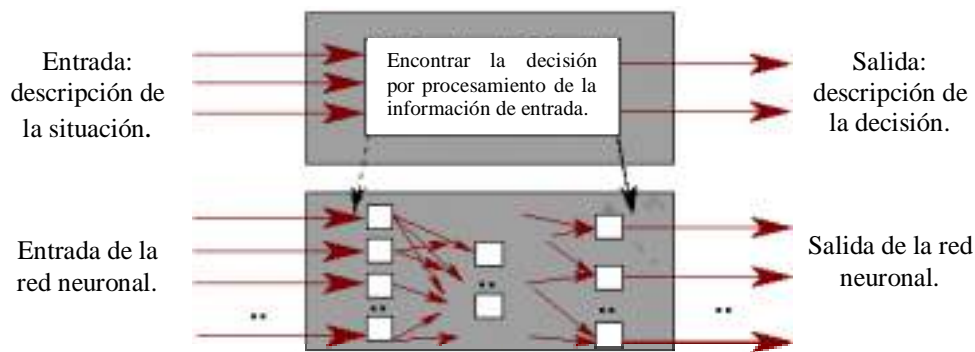 Entrada:
descripción de
la situación.
Encontrar la decisión
por procesamiento de la
información de entrada.
Salida:
descripción de
la decisión.
Entrada de la
red neuronal.
Salida de la red
neuronal.